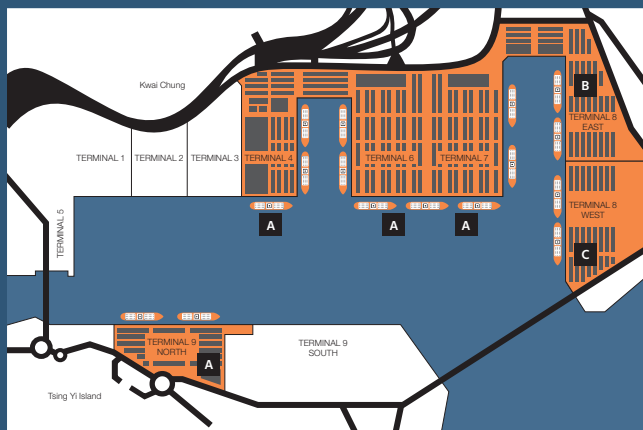 Kwai Chung
B
TERMINAL 8
EAST
TERMINAL 1
TERMINAL 2
TERMINAL 3
TERMINAL 4
TERMINAL 6
TERMINAL 7
TERMINAL 8
WEST
A
A
A
TERMINAL 5
C
TERMINAL 9
NORTH
TERMINAL 9
SOUTH
A
Tsing Yi Island